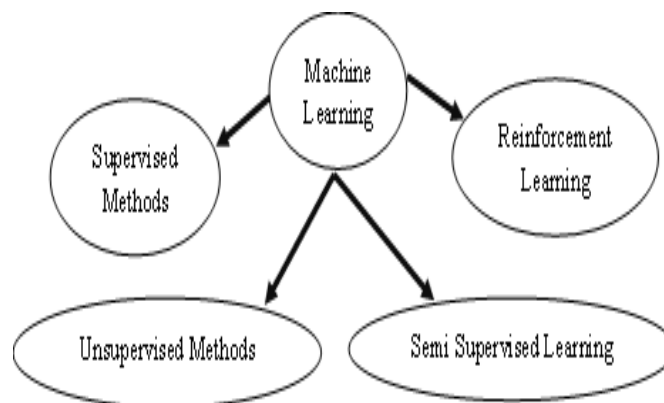 Machine
Learning
Supervised
Methods
Reinforcement
Learning
Unsupervised Methods
Semi Supervised Learning